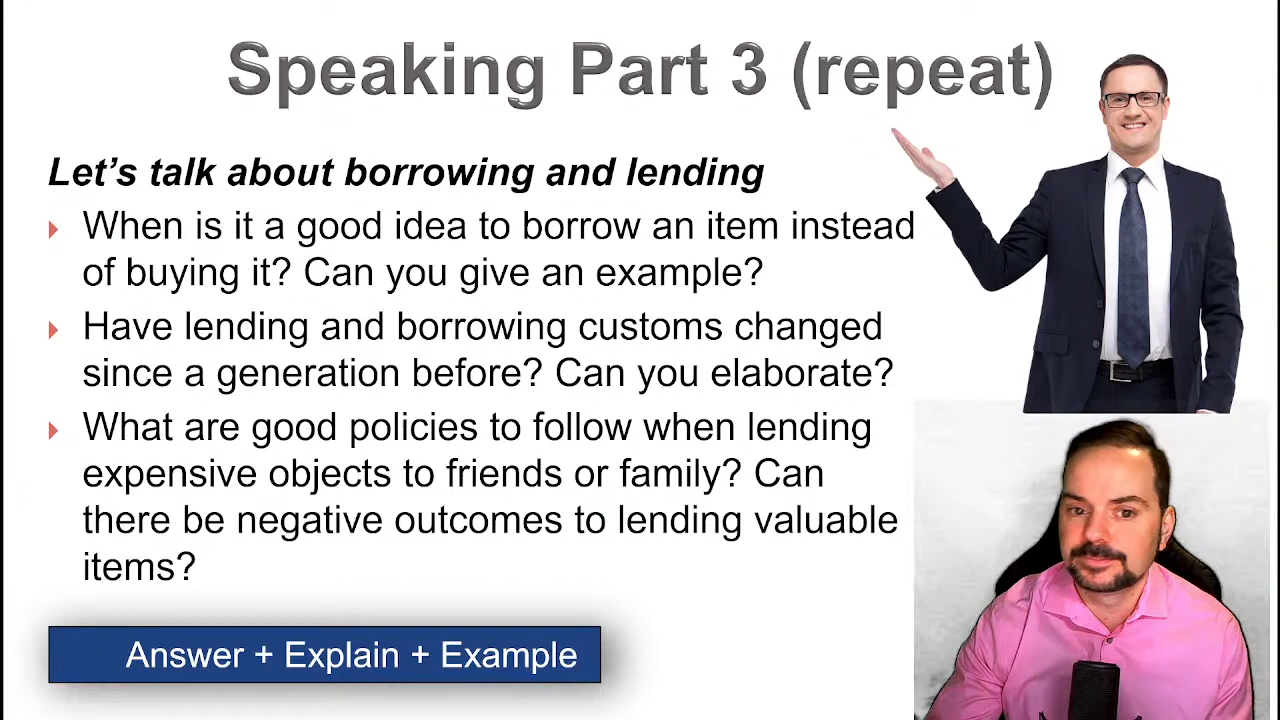 Speaking Part 3 (repeat)
Let's talk about borrowing and lending
When is it a good idea to borrow an item instead
of buying it? Can you give an example?
Have lending and borrowing customs changed
since a generation before? Can you elaborate?
What are good policies to follow when lending
expensive objects to friends or family? Can
there be negative outcomes to lending valuable
items?
Answer + Explain + Example